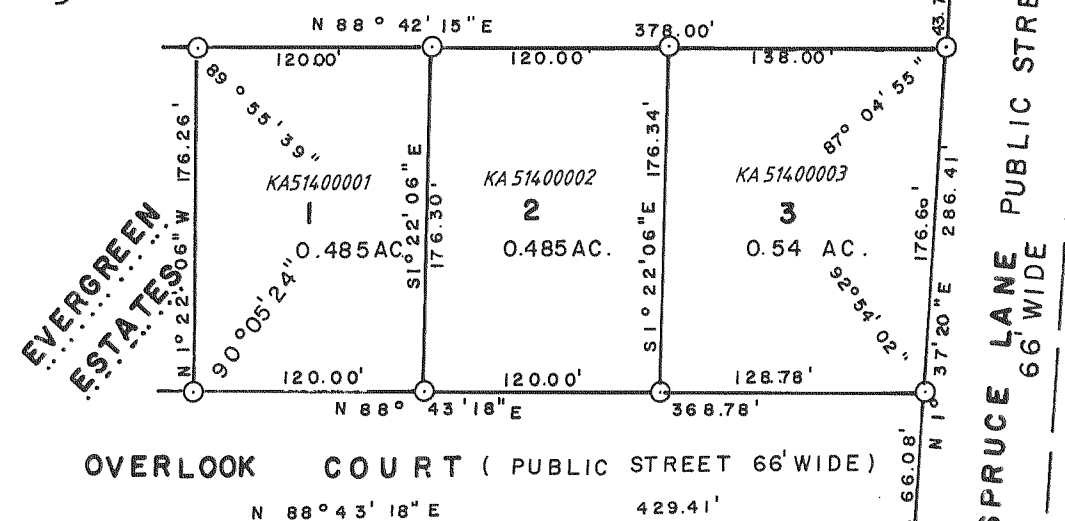 N 88° 42' 15" E
378.00'
43.7
120.00'
120.00'
138.00'
89° 55' 39"
87° 04' 55"
176.26'
N 1° 22' 06" W
S1° 22' 06" E
176.30'
S1° 22' 06" E
176.34'
176.60'
286.41'
N 1° 37' 20" E
KA51400001
KA 51400002
KA 51400003
1
2
3
0.485 AC.
0.485 AC.
0.54 AC.
90° 05' 24"
92° 54' 02"
120.00'
120.00'
128.78'
N 88° 43' 18" E
368.78'
EVERGREEN
ESTATES
OVERLOOK COURT ( PUBLIC STREET 66' WIDE )
N 88° 43' 18" E
429.41'
66.08'
SPRUCE LANE PUBLIC STRE
66' WIDE